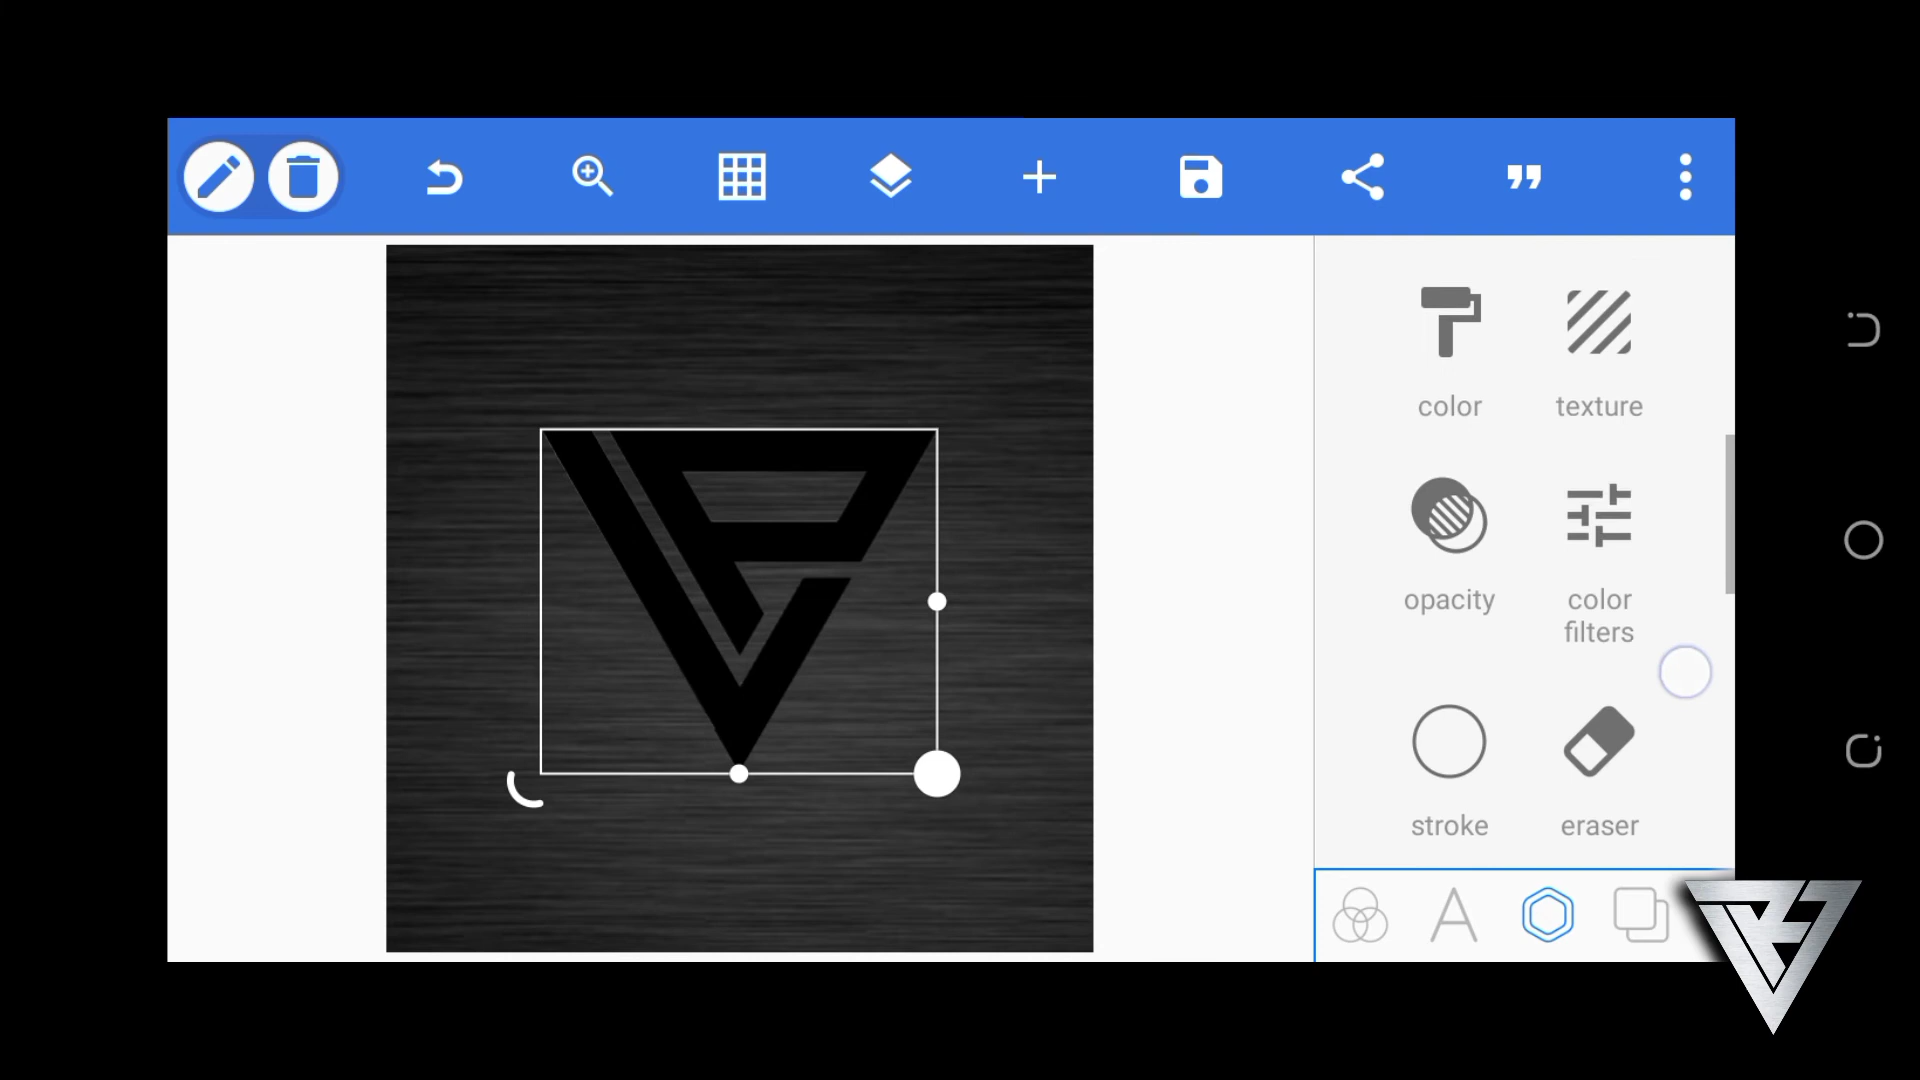 color
texture
opacity
color
filters
stroke
eraser